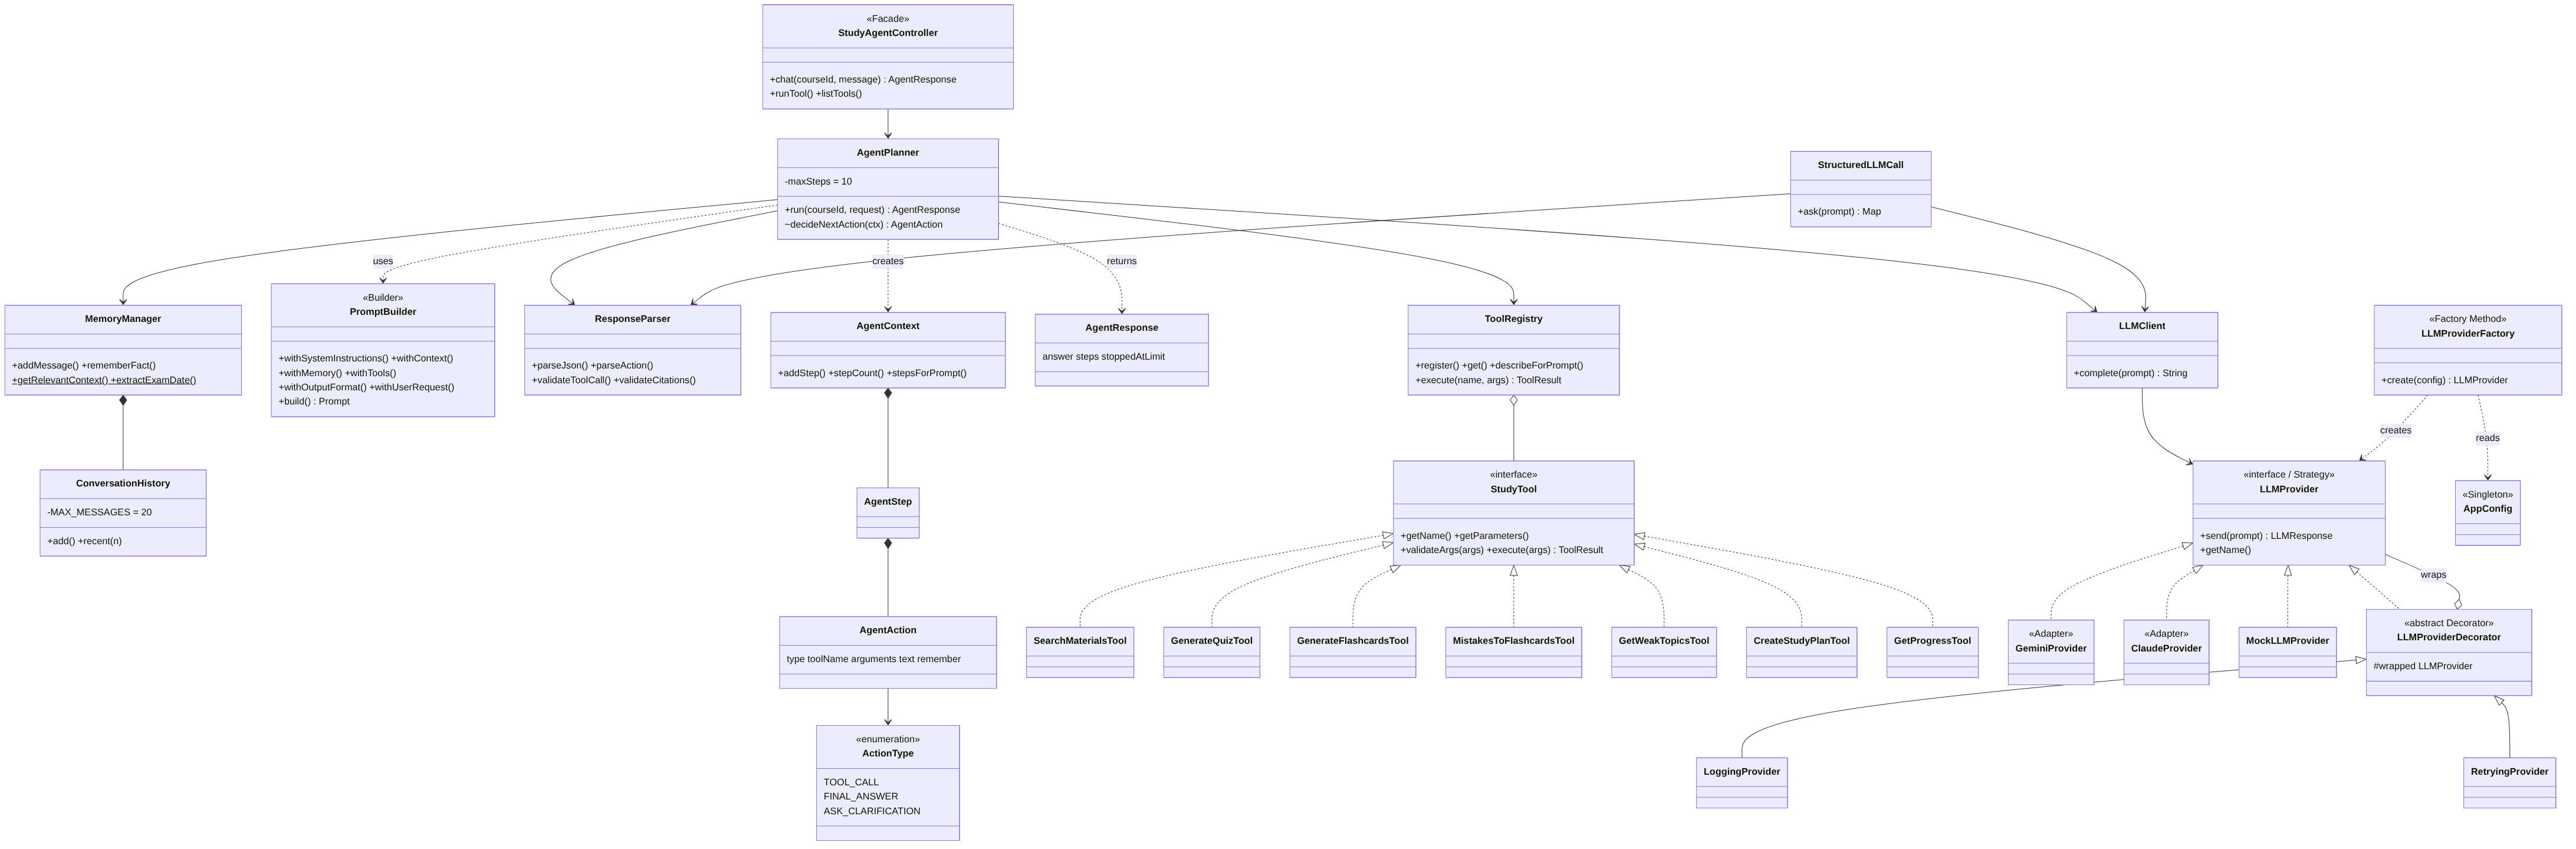 «Facade»
StudyAgentController
+chat(courseId, message) : AgentResponse
+runTool() +listTools()
AgentPlanner
-maxSteps = 10
+run(courseId, request) : AgentResponse
~decideNextAction(ctx) : AgentAction
StructuredLLMCall
+ask(prompt) : Map
uses
creates
returns
MemoryManager
+addMessage() +rememberFact()
+getRelevantContext() +extractExamDate()
«Builder»
PromptBuilder
+withSystemInstructions() +withContext()
+withMemory() +withTools()
+withOutputFormat() +withUserRequest()
+build() : Prompt
ResponseParser
+parseJson() +parseAction()
+validateToolCall() +validateCitations()
AgentContext
+addStep() +stepCount() +stepsForPrompt()
AgentResponse
answer steps stoppedAtLimit
ToolRegistry
+register() +get() +describeForPrompt()
+execute(name, args) : ToolResult
LLMClient
+complete(prompt) : String
«Factory Method»
LLMProviderFactory
+create(config) : LLMProvider
creates
reads
ConversationHistory
-MAX_MESSAGES = 20
+add() +recent(n)
AgentStep
«interface»
StudyTool
+getName() +getParameters()
+validateArgs(args) +execute(args) : ToolResult
«interface / Strategy»
LLMProvider
+send(prompt) : LLMResponse
+getName()
«Singleton»
AppConfig
wraps
AgentAction
type toolName arguments text remember
SearchMaterialsTool
GenerateQuizTool
GenerateFlashcardsTool
MistakesToFlashcardsTool
GetWeakTopicsTool
CreateStudyPlanTool
GetProgressTool
«Adapter»
GeminiProvider
«Adapter»
ClaudeProvider
MockLLMProvider
«abstract Decorator»
LLMProviderDecorator
#wrapped LLMProvider
«enumeration»
ActionType
TOOL_CALL
FINAL_ANSWER
ASK_CLARIFICATION
LoggingProvider
RetryingProvider